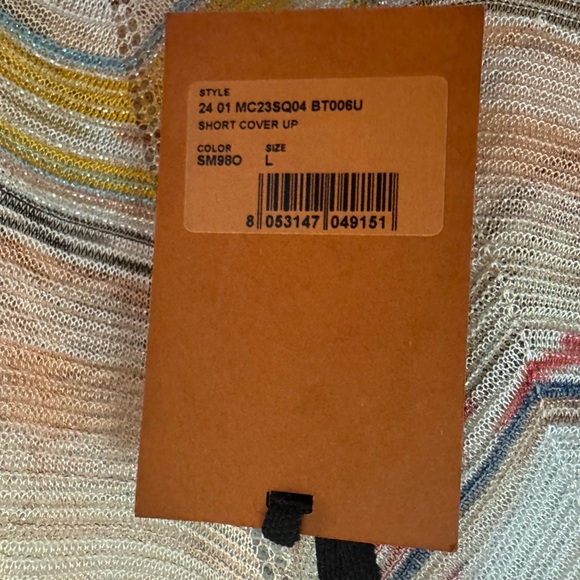 STYLE
24 01 MC23SQ04 BT006U
SHORT COVER UP
COLOR SIZE
SM98O L
8 053147 049151